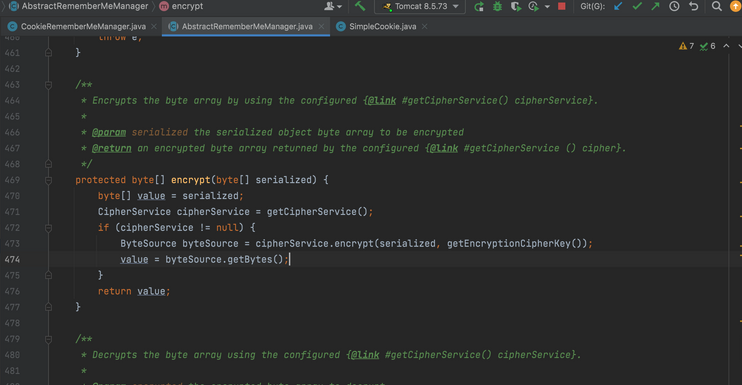 AbstractRememberMeManager encrypt Tomcat 8.5.73 Git(G):
CookieRememberMeManager.java AbstractRememberMeManager.java SimpleCookie.java
460 throw e;
461 }
462
463 /**
464 * Encrypts the byte array by using the configured {@link #getCipherService() cipherService}.
465 *
466 * @param serialized the serialized object byte array to be encrypted
467 * @return an encrypted byte array returned by the configured {@link #getCipherService () cipher}.
468 */
469 protected byte[] encrypt(byte[] serialized) {
470 byte[] value = serialized;
471 CipherService cipherService = getCipherService();
472 if (cipherService != null) {
473 ByteSource byteSource = cipherService.encrypt(serialized, getEncryptionCipherKey());
474 value = byteSource.getBytes();
475 }
476 return value;
477 }
478
479 /**
480 * Decrypts the byte array using the configured {@link #getCipherService() cipherService}.
481 *
7 6